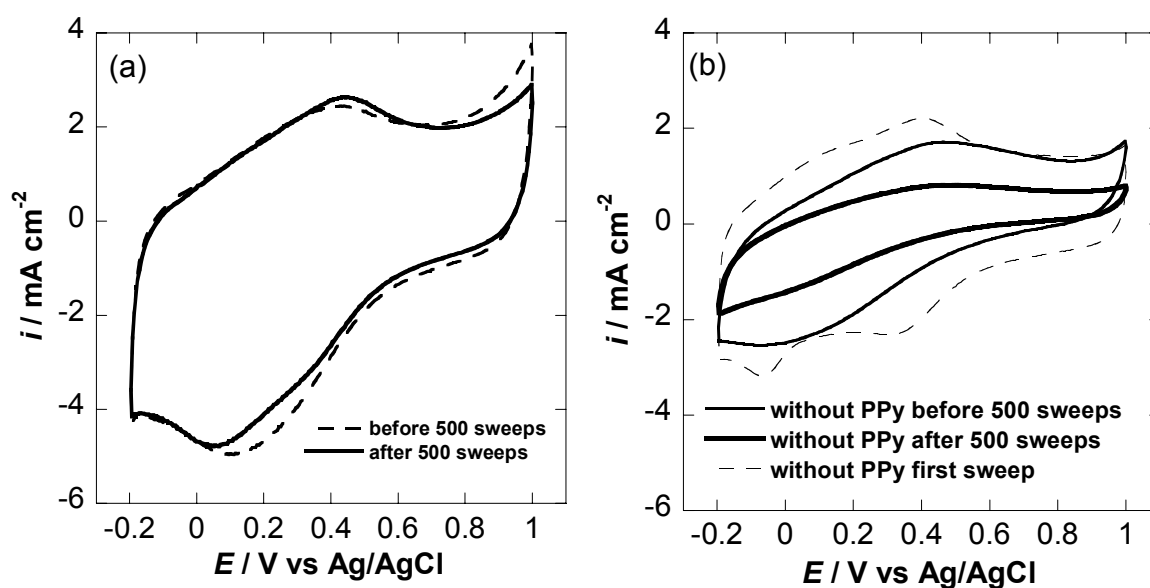 (a)
4
2
0
-2
-4
-6
i / mA cm-2
-0.2 0 0.2 0.4 0.6 0.8 1
E / V vs Ag/AgCl
before 500 sweeps
after 500 sweeps
(b)
4
2
0
-2
-4
-6
i / mA cm-2
-0.2 0 0.2 0.4 0.6 0.8 1
E / V vs Ag/AgCl
without PPy before 500 sweeps
without PPy after 500 sweeps
without PPy first sweep